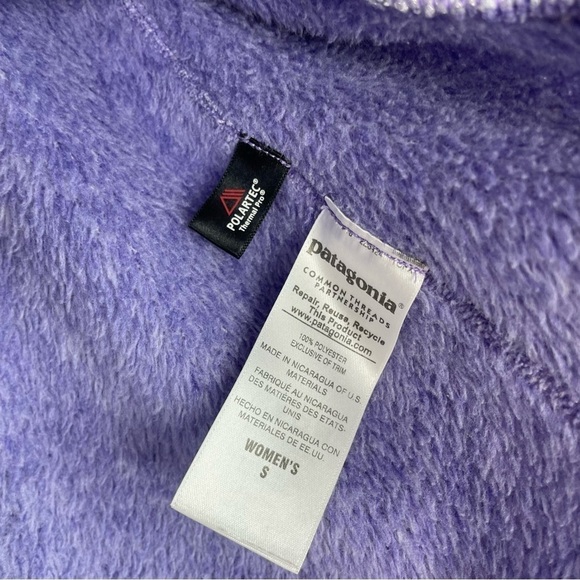 POLARTEC®
Thermal Pro®
patagonia®
COMMON THREADS
PARTNERSHIP
Repair, Reuse, Recycle
This Product
www.patagonia.com
100% POLYESTER
EXCLUSIVE OF TRIM
MADE IN NICARAGUA OF U.S.
MATERIALS
FABRIQUÉ AU NICARAGUA
DES MATIÈRES DES ETATS-
UNIS
HECHO EN NICARAGUA CON
MATERIALES DE EE.UU.
WOMEN'S
S